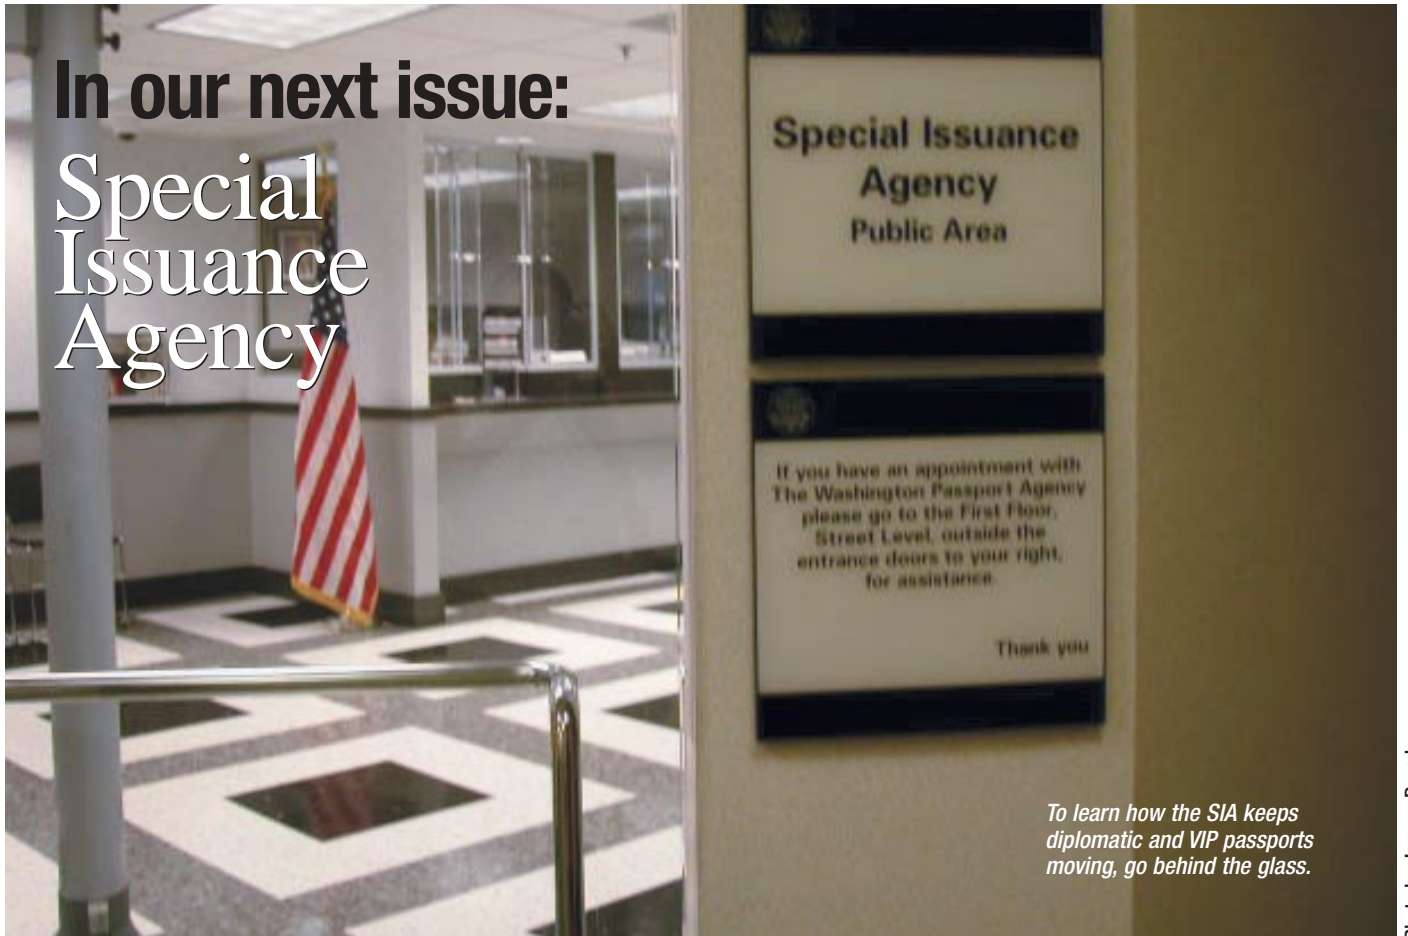 In our next issue:
Special
Issuance
Agency
Special Issuance
Agency
Public Area
If you have an appointment with
The Washington Passport Agency
please go to the First Floor,
Street Level, outside the
entrance doors to your right,
for assistance.
Thank you
To learn how the SIA keeps
diplomatic and VIP passports
moving, go behind the glass.